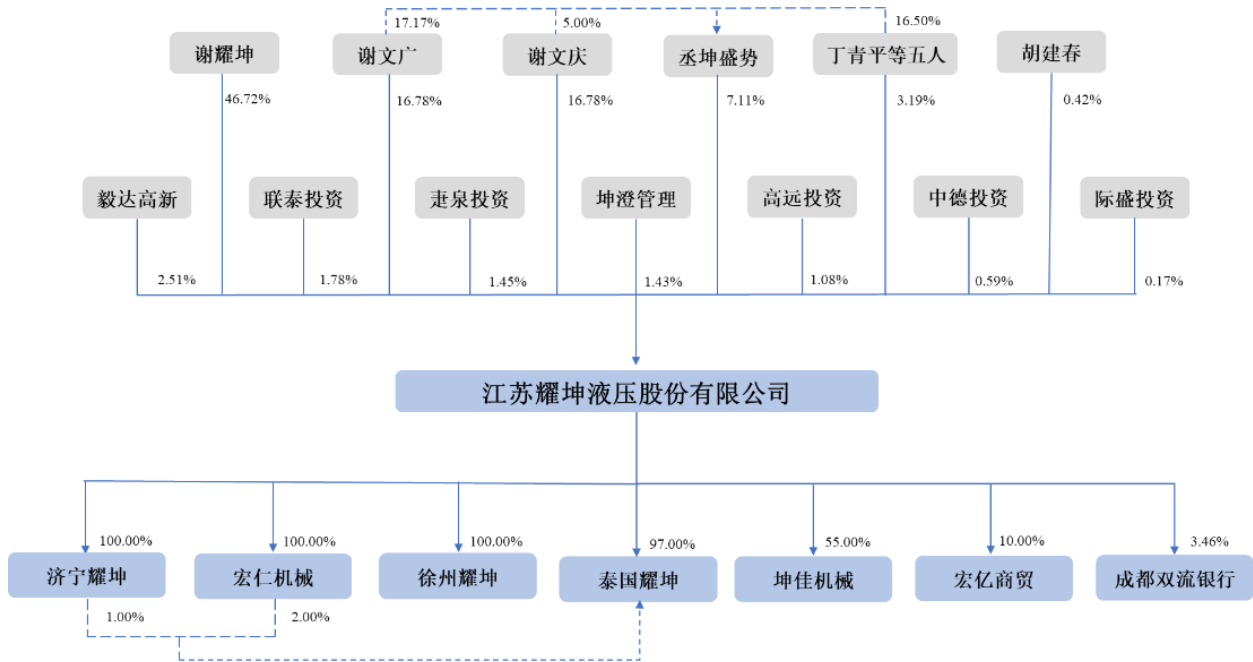 17.17%
5.00%
16.50%
谢耀坤
谢文广
谢文庆
丞坤盛势
丁青平等五人
胡建春
46.72%
16.78%
16.78%
7.11%
3.19%
0.42%
毅达高新
联泰投资
疌泉投资
坤澄管理
高远投资
中德投资
际盛投资
2.51%
1.78%
1.45%
1.43%
1.08%
0.59%
0.17%
江苏耀坤液压股份有限公司
100.00%
100.00%
100.00%
97.00%
55.00%
10.00%
3.46%
济宁耀坤
宏仁机械
徐州耀坤
泰国耀坤
坤佳机械
宏亿商贸
成都双流银行
1.00%
2.00%